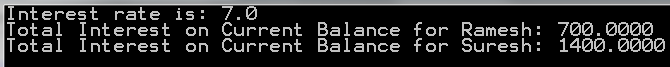 Interest rate is: 7.0
Total Interest on Current Balance for Ramesh: 700.0000
Total Interest on Current Balance for Suresh: 1400.0000